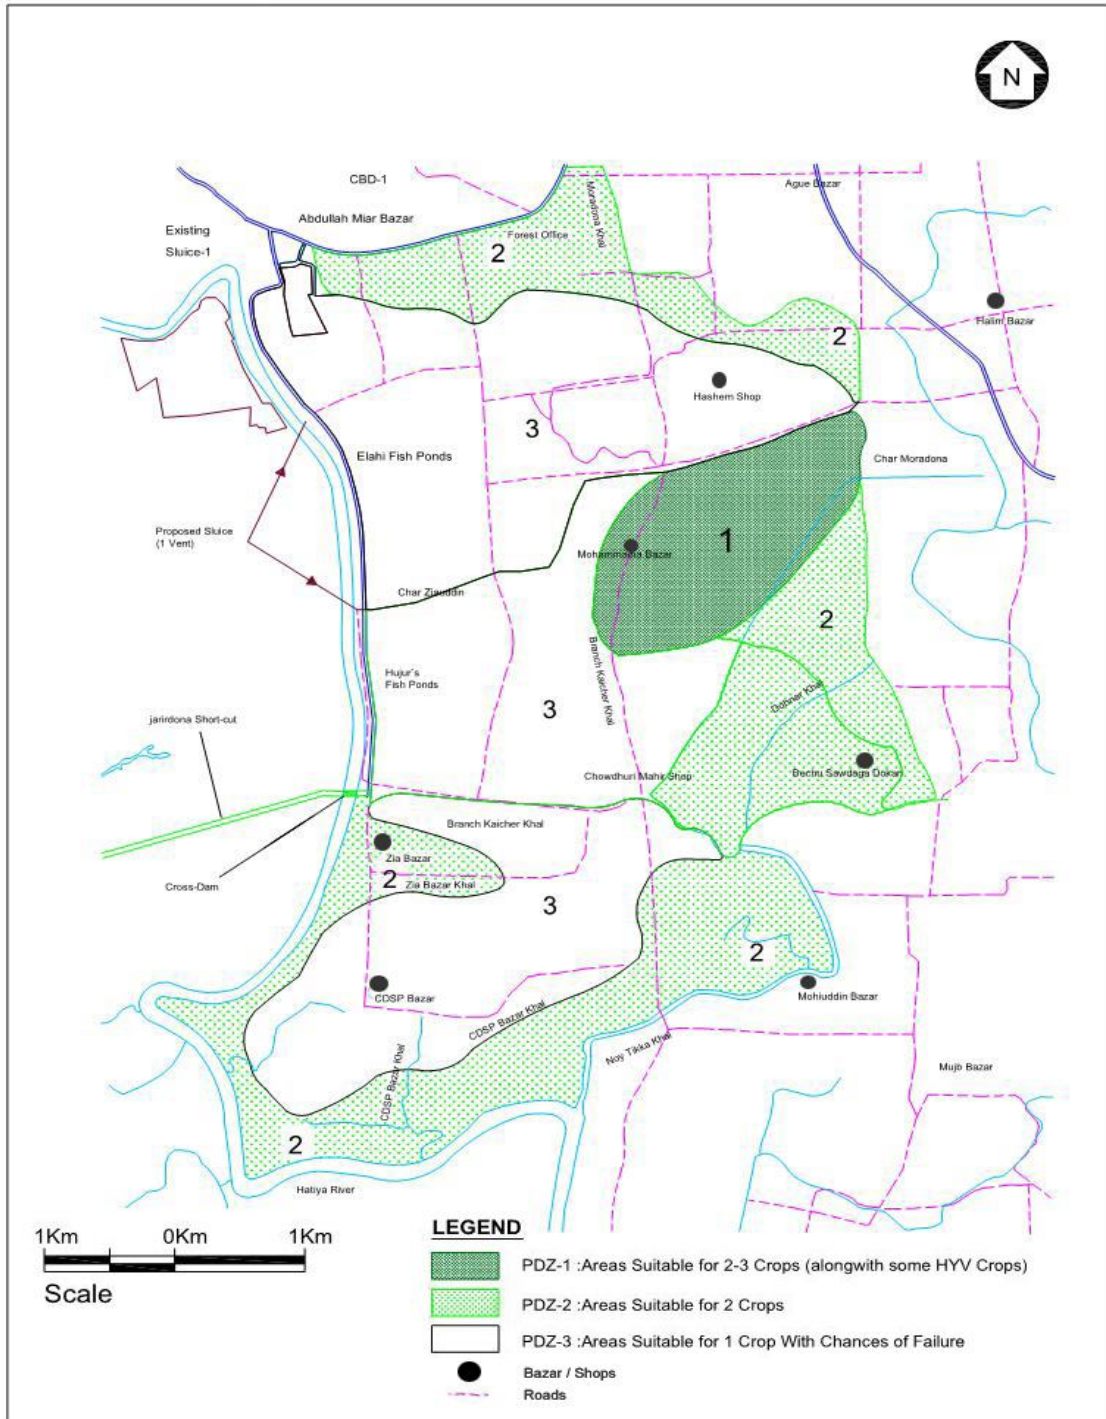 N
CBD-1
Ague Bazar
Abdullah Miar Bazar
Moradona Khal
Existing
Sluice-1
Forest Office
2
Halim Bazar
2
Hashem Shop
3
Elahi Fish Ponds
Char Moradona
Proposed Sluice
(1 Vent)
1
Mohammadia Bazar
Char Ziauddin
2
Branch Kaicher Khal
Hujur's
Fish Ponds
Dobnar Khal
3
jarirdona Short-cut
Chowdhuri Mahir Shop
Bectru Sawdaga Dokan
Branch Kaicher Khal
Zia Bazar
2
Zia Bazar Khal
Cross-Dam
3
2
CDSP Bazar
Mohiuddin Bazar
CDSP Bazar Khal
Noy Tikka Khal
CDSP Bazar Khal
Mujb Bazar
2
Hatiya River
LEGEND
1Km 0Km 1Km
Scale
PDZ-1 :Areas Suitable for 2-3 Crops (alongwith some HYV Crops)
PDZ-2 :Areas Suitable for 2 Crops
PDZ-3 :Areas Suitable for 1 Crop With Chances of Failure
Bazar / Shops
Roads